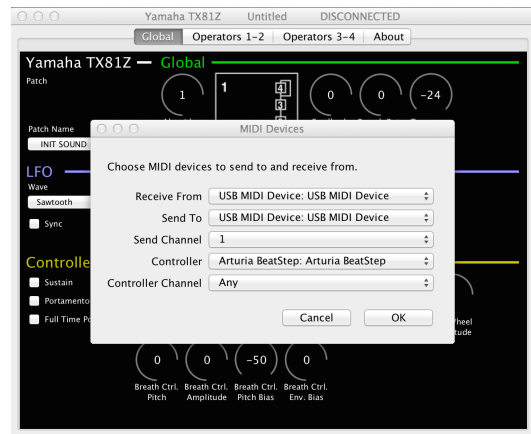 Yamaha TX81Z Untitled DISCONNECTED
Global Operators 1-2 Operators 3-4 About
Yamaha TX81Z — Global
Patch
1
1
4
3
0
0
-24
Patch Name
INIT SOUND
LFO
Wave
Sawtooth
Sync
Controlle
Sustain
Portamento
Full Time Po
MIDI Devices
Choose MIDI devices to send to and receive from.
Receive From USB MIDI Device: USB MIDI Device
Send To USB MIDI Device: USB MIDI Device
Send Channel 1
Controller Arturia BeatStep: Arturia BeatStep
Controller Channel Any
Cancel OK
0 0 -50 0
Breath Ctrl. Breath Ctrl. Breath Ctrl. Breath Ctrl.
Pitch Amplitude Pitch Bias Env. Bias